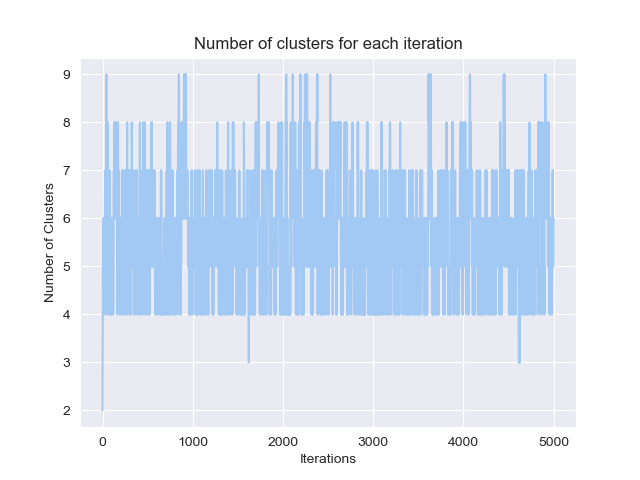 Number of clusters for each iteration
9
8
7
6
5
4
3
2
Number of Clusters
0 1000 2000 3000 4000 5000
Iterations